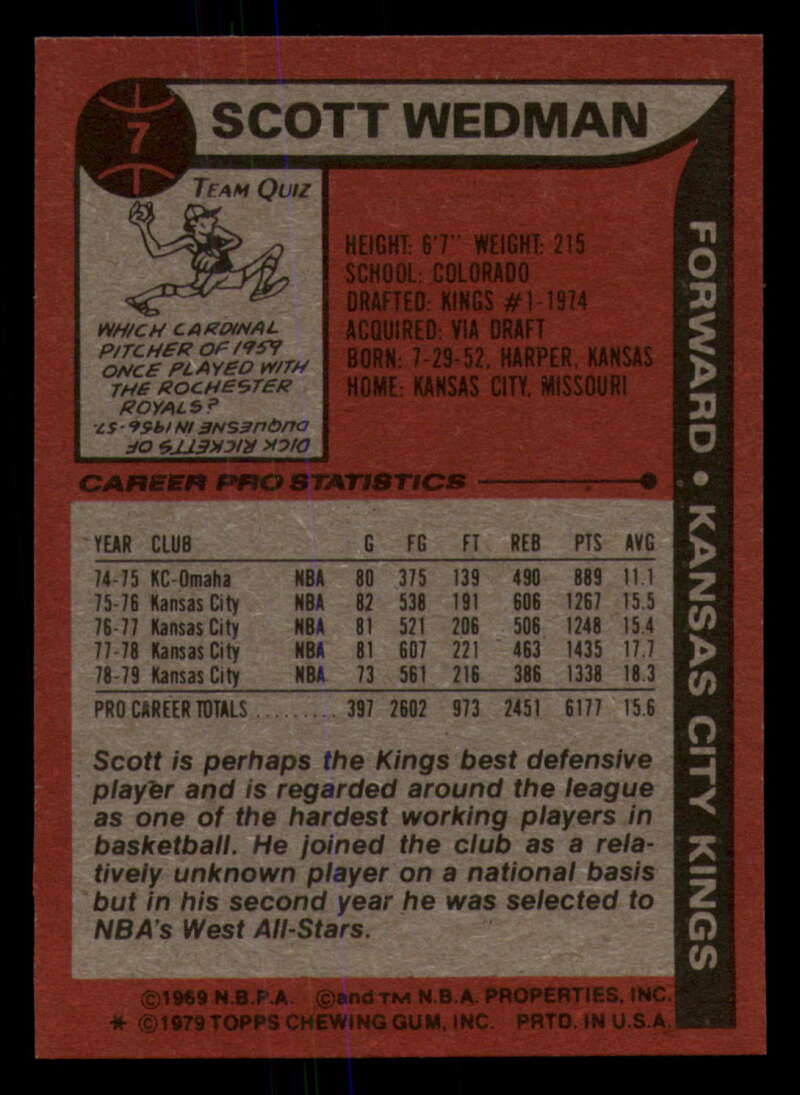 7
SCOTT WEDMAN
TEAM QUIZ
WHICH CARDINAL
PITCHER OF 1959
ONCE PLAYED WITH
THE ROCHESTER
ROYALS?
DICK RICKETTS OF
DUQUESNE IN 1956-57
HEIGHT: 6'7" WEIGHT: 215
SCHOOL: COLORADO
DRAFTED: KINGS #1-1974
ACQUIRED: VIA DRAFT
BORN: 7-29-52, HARPER, KANSAS
HOME: KANSAS CITY, MISSOURI
FORWARD • KANSAS CITY KINGS
CAREER PRO STATISTICS
YEAR CLUB G FG FT REB PTS AVG
74-75 KC-Omaha NBA 80 375 139 490 889 11.1
75-76 Kansas City NBA 82 538 191 606 1267 15.5
76-77 Kansas City NBA 81 521 206 506 1248 15.4
77-78 Kansas City NBA 81 607 221 463 1435 17.7
78-79 Kansas City NBA 73 561 216 386 1338 18.3
PRO CAREER TOTALS ......... 397 2602 973 2451 6177 15.6
Scott is perhaps the Kings best defensive
player and is regarded around the league
as one of the hardest working players in
basketball. He joined the club as a rela-
tively unknown player on a national basis
but in his second year he was selected to
NBA's West All-Stars.
©1969 N.B.P.A. ©and TM N.B.A. PROPERTIES, INC.
* ©1979 TOPPS CHEWING GUM, INC. PRTD. IN U.S.A.